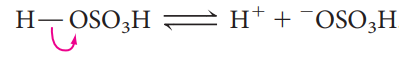 H—OSO₃H ⇌ H⁺ + ⁻OSO₃H